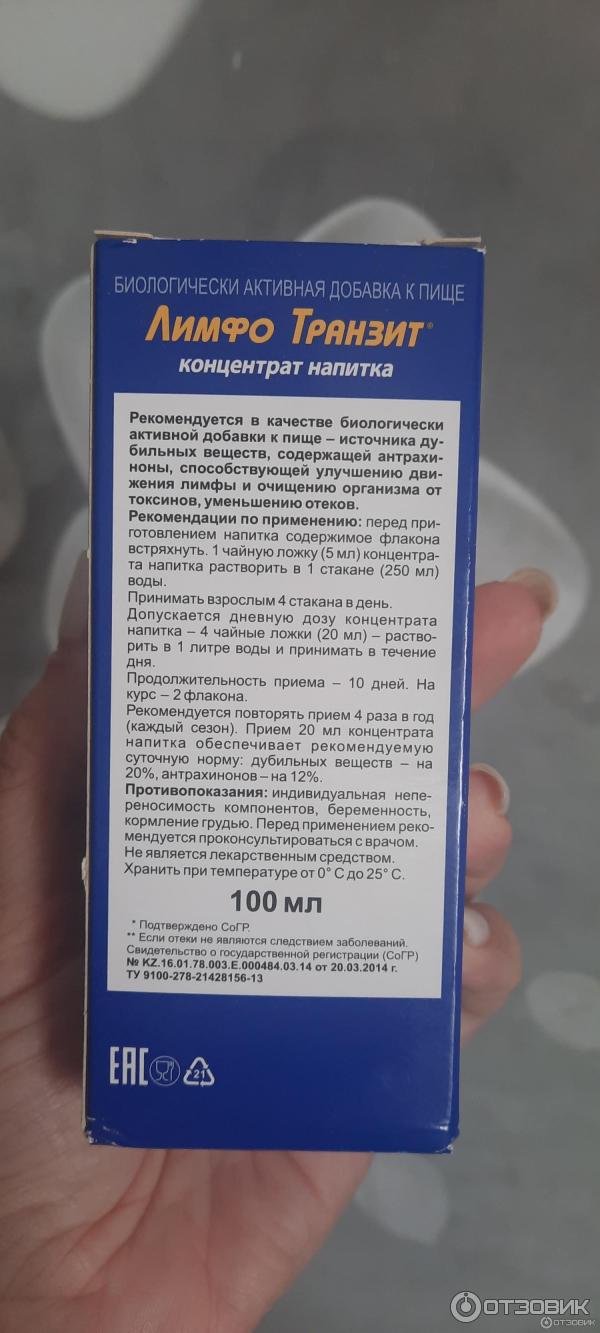 БИОЛОГИЧЕСКИ АКТИВНАЯ ДОБАВКА К ПИЩЕ
ЛИМФО ТРАНЗИТ®
концентрат напитка
Рекомендуется в качестве биологически
активной добавки к пище – источника ду-
бильных веществ, содержащей антрахи-
ноны, способствующей улучшению дви-
жения лимфы и очищению организма от
токсинов, уменьшению отеков.
Рекомендации по применению: перед при-
готовлением напитка содержимое флакона
встряхнуть. 1 чайную ложку (5 мл) концентра-
та напитка растворить в 1 стакане (250 мл)
воды.
Принимать взрослым 4 стакана в день.
Допускается дневную дозу концентрата
напитка – 4 чайные ложки (20 мл) – раство-
рить в 1 литре воды и принимать в течение
дня.
Продолжительность приема – 10 дней. На
курс – 2 флакона.
Рекомендуется повторять прием 4 раза в год
(каждый сезон). Прием 20 мл концентрата
напитка обеспечивает рекомендуемую
суточную норму: дубильных веществ – на
20%, антрахинонов – на 12%.
Противопоказания: индивидуальная непе-
реносимость компонентов, беременность,
кормление грудью. Перед применением реко-
мендуется проконсультироваться с врачом.
Не является лекарственным средством.
Хранить при температуре от 0° С до 25° С.
100 мл
* Подтверждено СоГР.
** Если отеки не являются следствием заболеваний.
Свидетельство о государственной регистрации (СоГР)
№ KZ.16.01.78.003.Е.000484.03.14 от 20.03.2014 г.
ТУ 9100-278-21428156-13
EAC
21
ОТЗОВИК
ОТЗОВИК